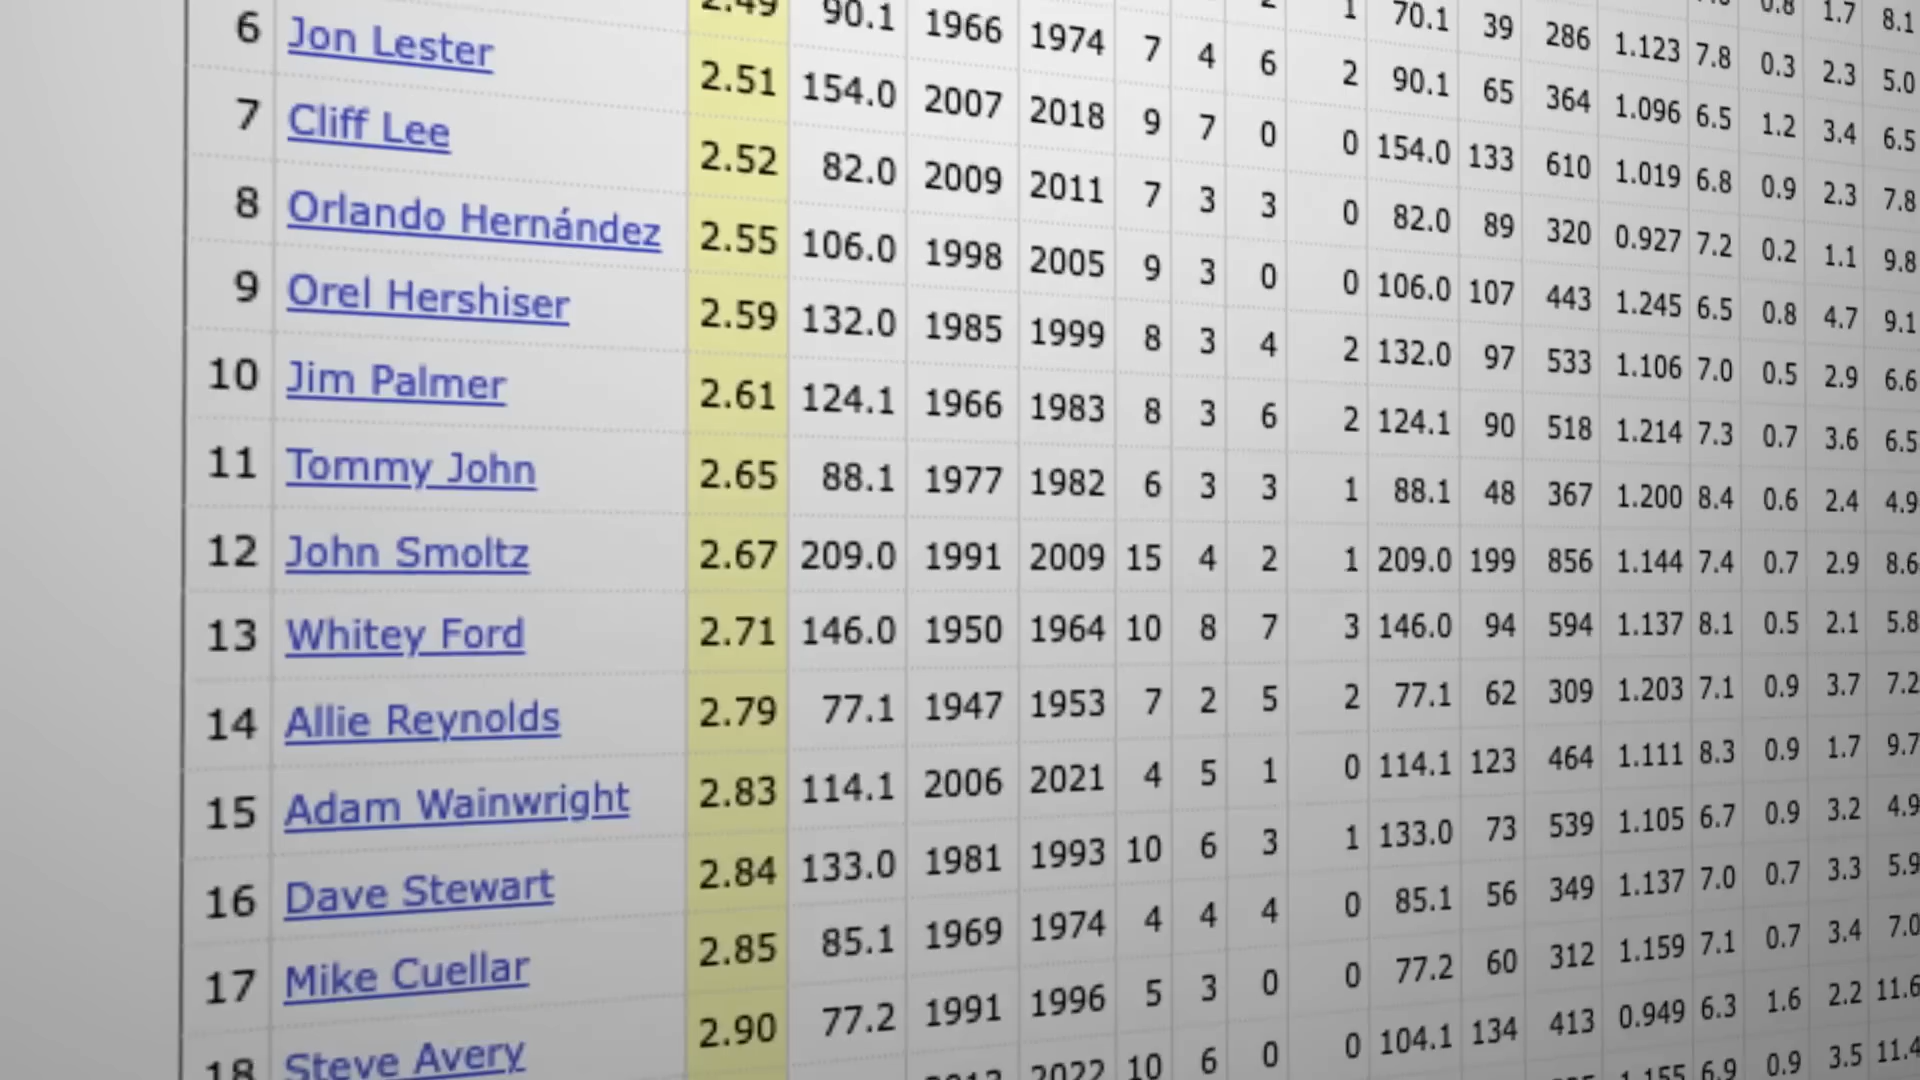 1.7 8.1
1 70.1 39 286 1.123 7.8 0.3 2.3 5.0
2.49 90.1 1966 1974 7 4 6 2 90.1 65 364 1.096 6.5 1.2 3.4 6.5
6 Jon Lester 2.51 154.0 2007 2018 9 7 0 0 154.0 133 610 1.019 6.8 0.9 2.3 7.8
7 Cliff Lee 2.52 82.0 2009 2011 7 3 3 0 82.0 89 320 0.927 7.2 0.2 1.1 9.8
8 Orlando Hernández 2.55 106.0 1998 2005 9 3 0 0 106.0 107 443 1.245 6.5 0.8 4.7 9.1
9 Orel Hershiser 2.59 132.0 1985 1999 8 3 4 2 132.0 97 533 1.106 7.0 0.5 2.9 6.6
10 Jim Palmer 2.61 124.1 1966 1983 8 3 6 2 124.1 90 518 1.214 7.3 0.7 3.6 6.5
11 Tommy John 2.65 88.1 1977 1982 6 3 3 1 88.1 48 367 1.200 8.4 0.6 2.4 4.9
12 John Smoltz 2.67 209.0 1991 2009 15 4 2 1 209.0 199 856 1.144 7.4 0.7 2.9 8.6
13 Whitey Ford 2.71 146.0 1950 1964 10 8 7 3 146.0 94 594 1.137 8.1 0.5 2.1 5.8
14 Allie Reynolds 2.79 77.1 1947 1953 7 2 5 2 77.1 62 309 1.203 7.1 0.9 3.7 7.2
15 Adam Wainwright 2.83 114.1 2006 2021 4 5 1 0 114.1 123 464 1.111 8.3 0.9 1.7 9.7
16 Dave Stewart 2.84 133.0 1981 1993 10 6 3 1 133.0 73 539 1.105 6.7 0.9 3.2 4.9
17 Mike Cuellar 2.85 85.1 1969 1974 4 4 4 0 85.1 56 349 1.137 7.0 0.7 3.3 5.9
18 Steve Avery 2.90 77.2 1991 1996 5 3 0 0 77.2 60 312 1.159 7.1 0.7 3.4 7.0
2022 10 6 0 0 104.1 134 413 0.949 6.3 1.6 2.2 11.6
1.155 6.9 0.9 3.5 11.4